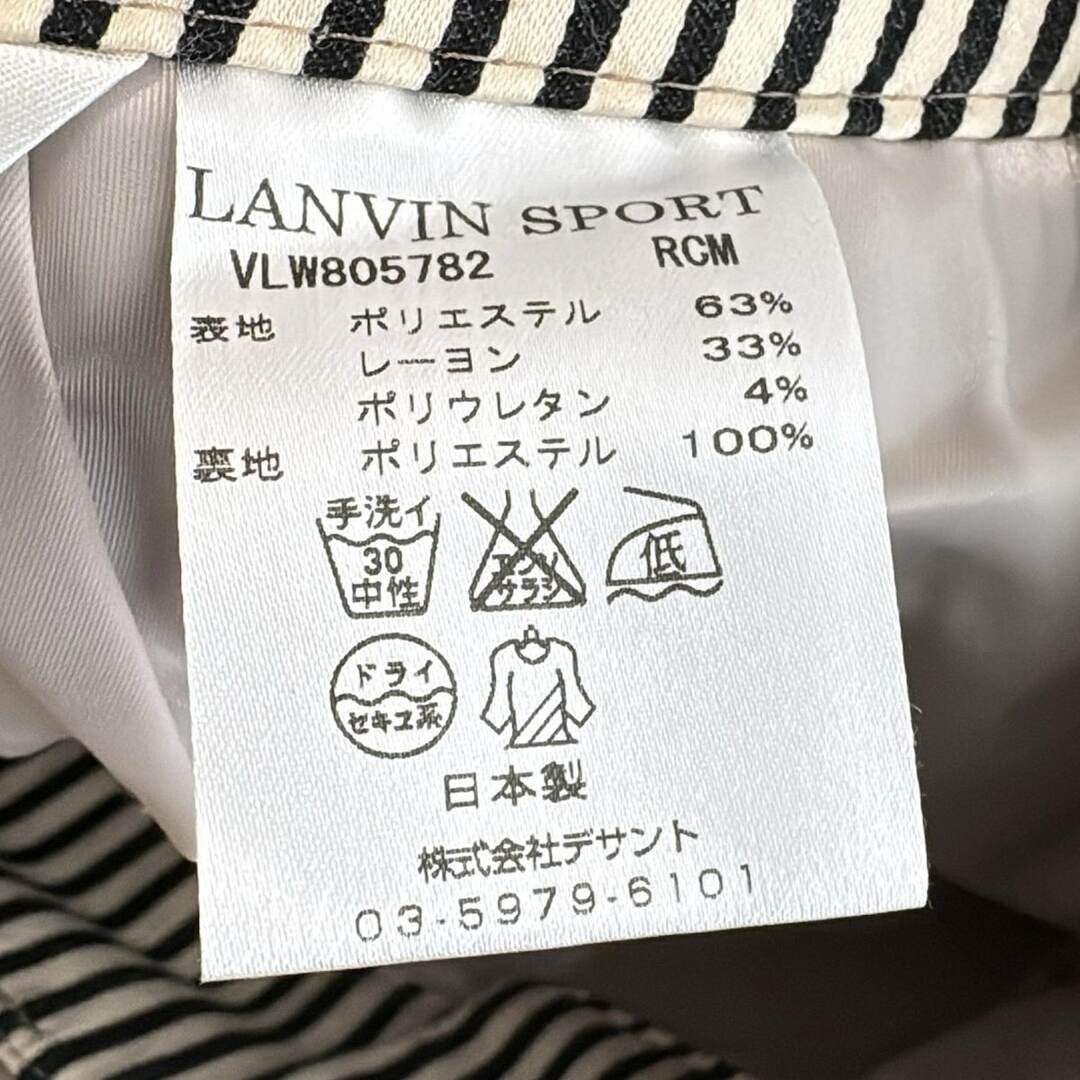 LANVIN SPORT
VLW805782 RCM
表地 ポリエステル 63%
レーヨン 33%
ポリウレタン 4%
裏地 ポリエステル 100%
手洗イ
30
中性
エンソ
サラシ
低
ドライ
セキユ系
日本製
株式会社デサント
03-5979-6101